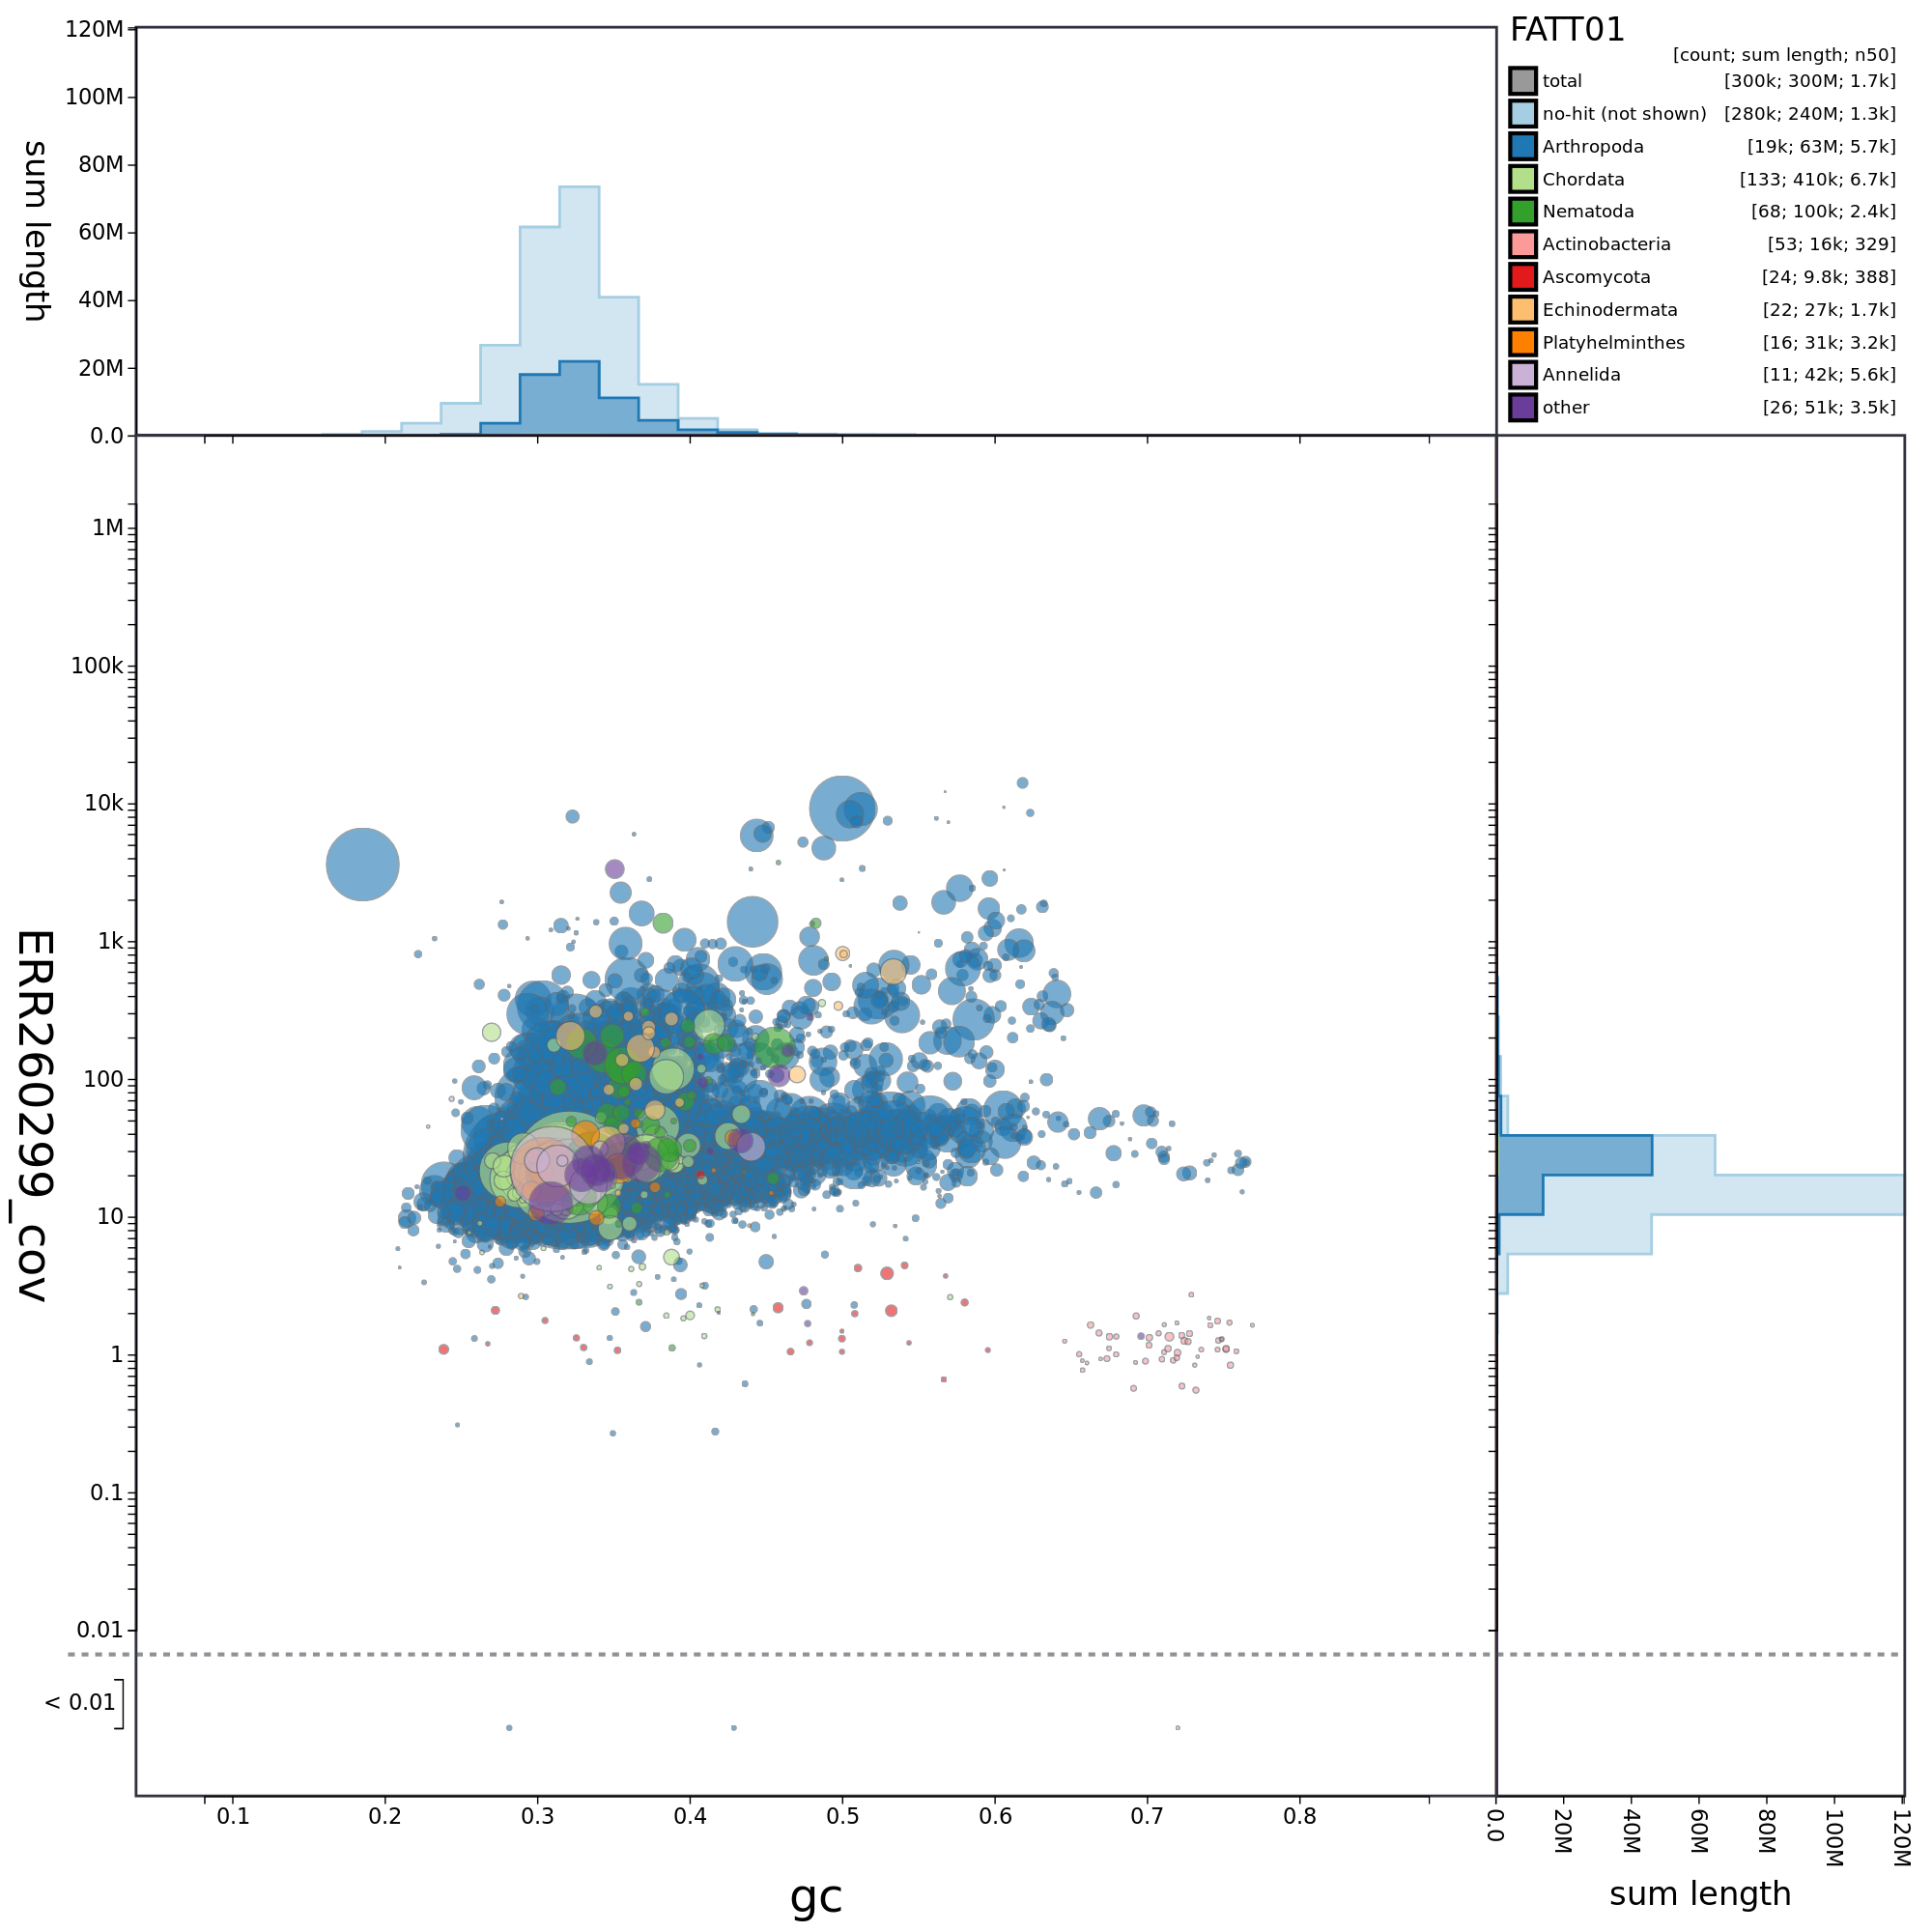 FATT01
[count; sum length; n50]
total [300k; 300M; 1.7k]
no-hit (not shown) [280k; 240M; 1.3k]
Arthropoda [19k; 63M; 5.7k]
Chordata [133; 410k; 6.7k]
Nematoda [68; 100k; 2.4k]
Actinobacteria [53; 16k; 329]
Ascomycota [24; 9.8k; 388]
Echinodermata [22; 27k; 1.7k]
Platyhelminthes [16; 31k; 3.2k]
Annelida [11; 42k; 5.6k]
other [26; 51k; 3.5k]
sum length
120M
100M
80M
60M
40M
20M
0.0
ERR260299_cov
1M
100k
10k
1k
100
10
1
0.1
0.01
< 0.01
0.1 0.2 0.3 0.4 0.5 0.6 0.7 0.8
gc
0.0 20M 40M 60M 80M 100M 120M
sum length